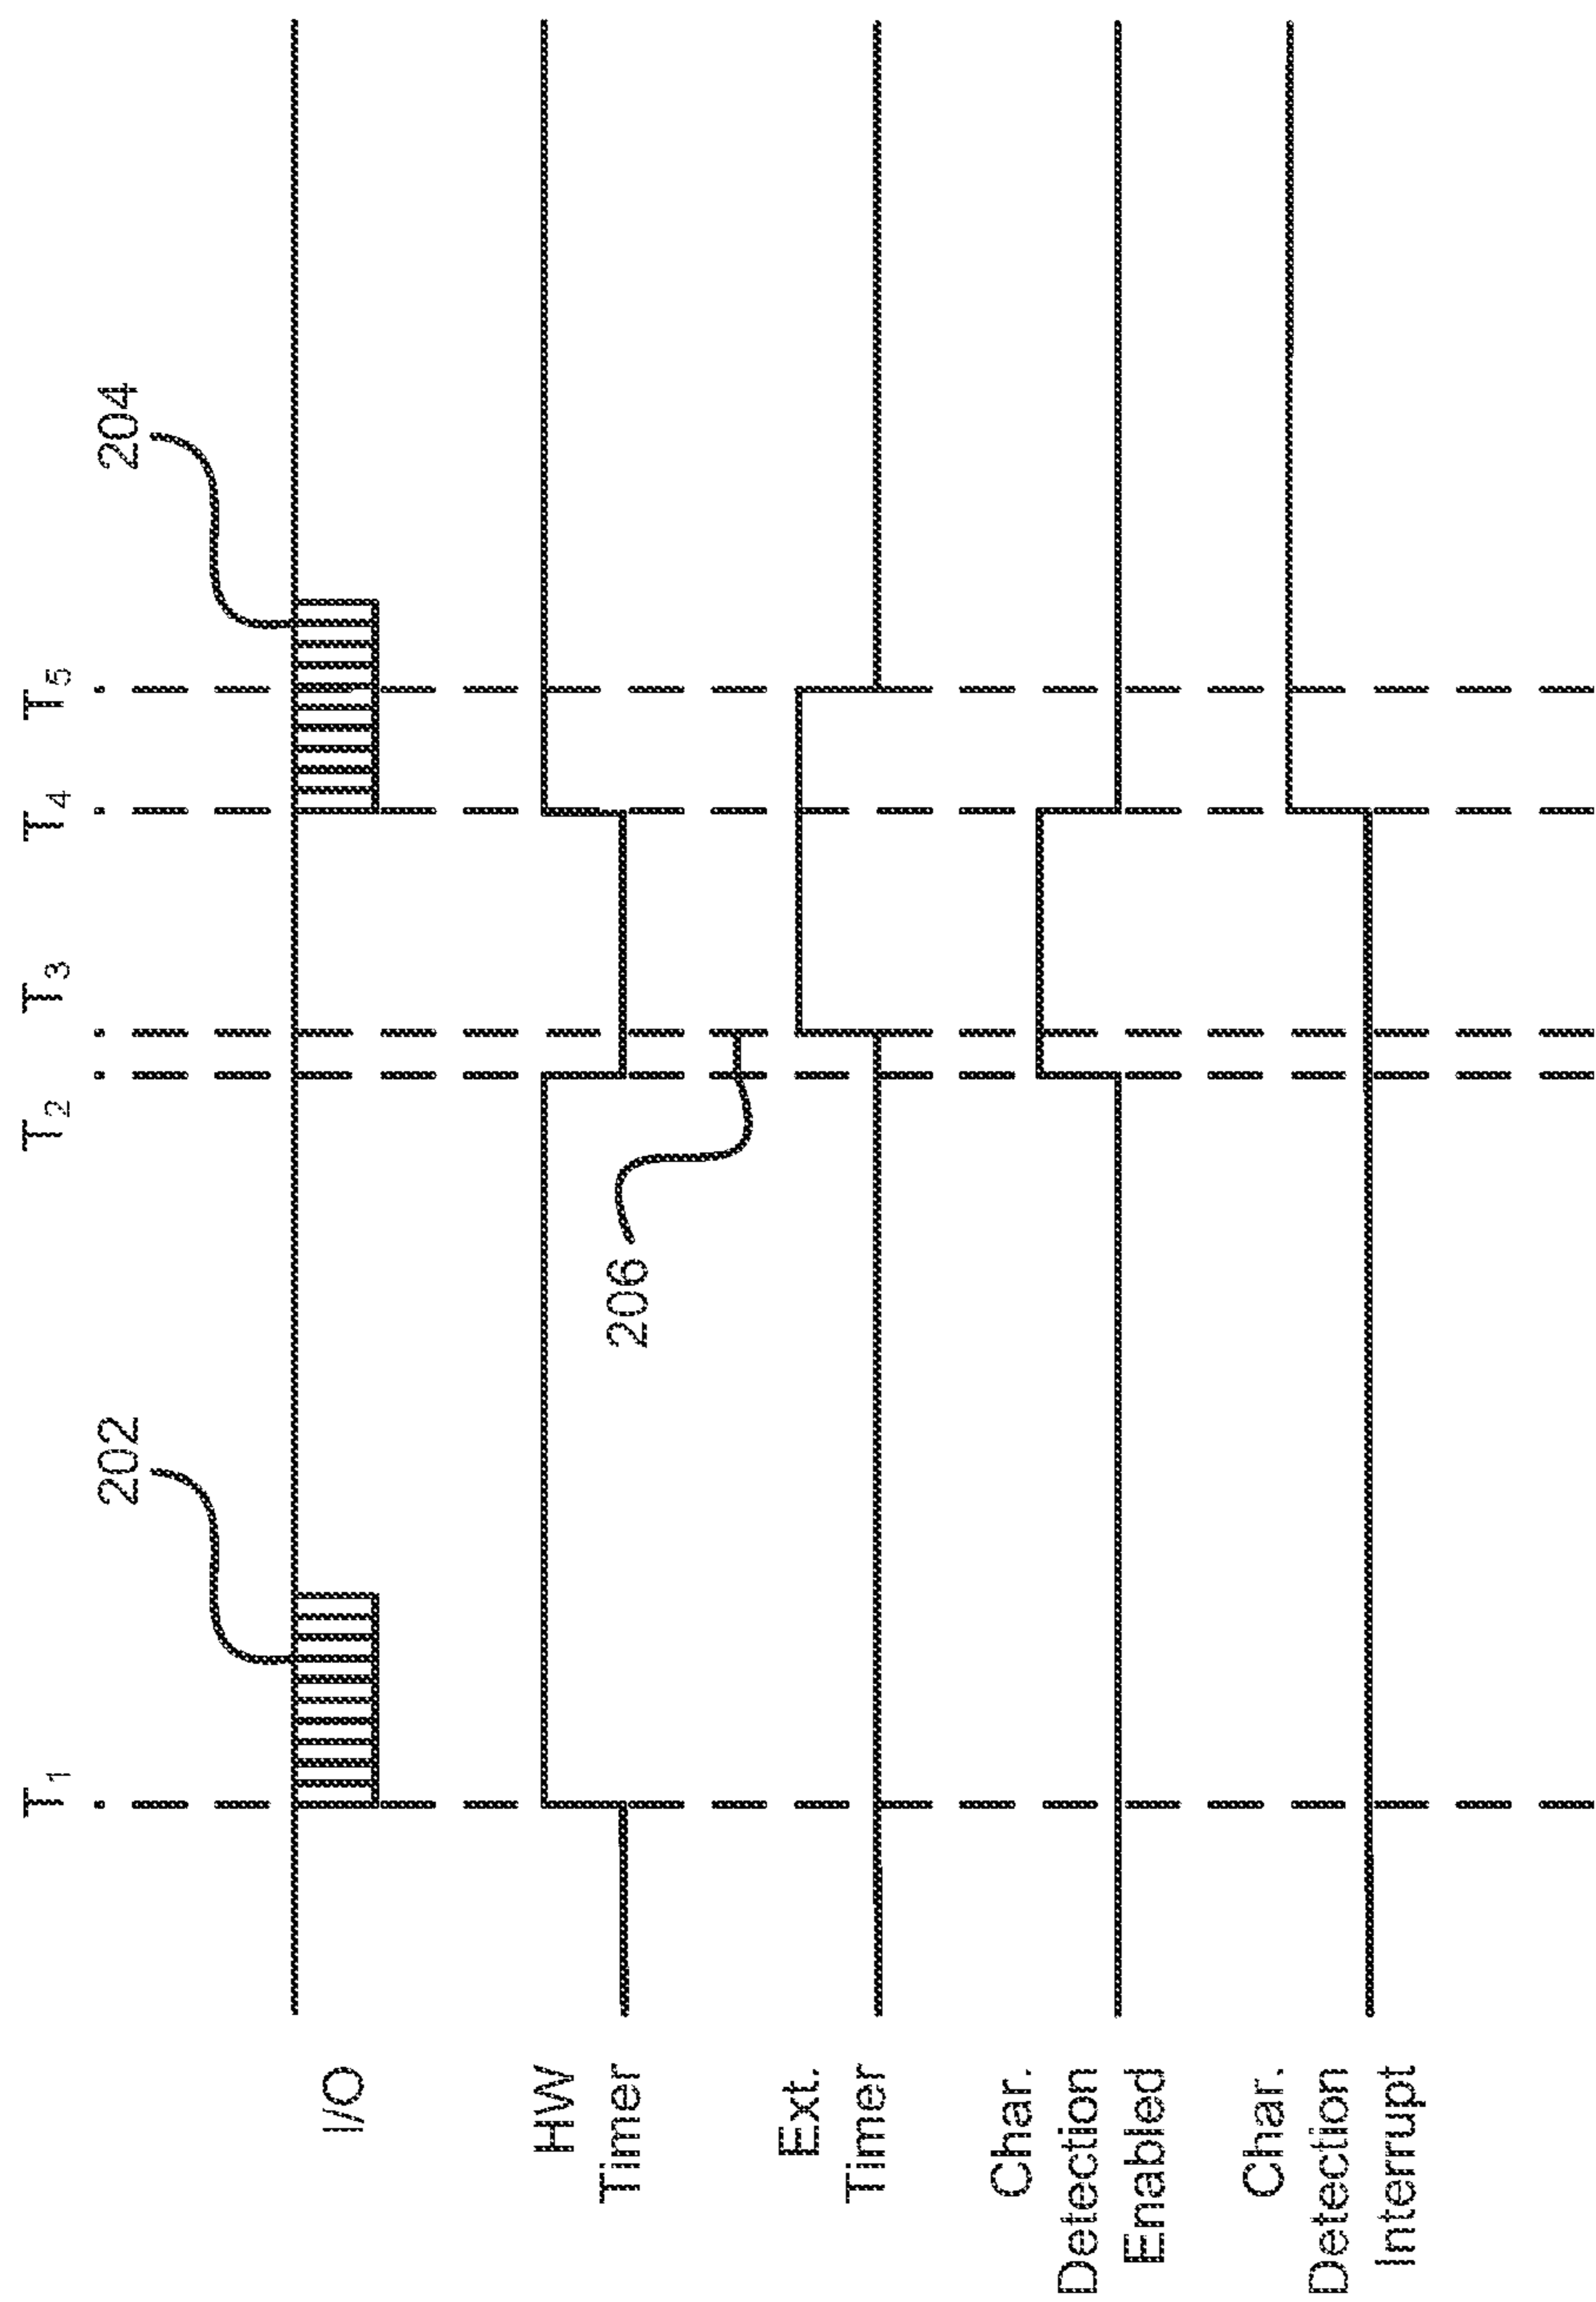 T1 T2 T3 T4 T5
202
204
I/O
HW
Timer
206
Ext.
Timer
Char.
Detection
Enabled
Char.
Detection
Interrupt